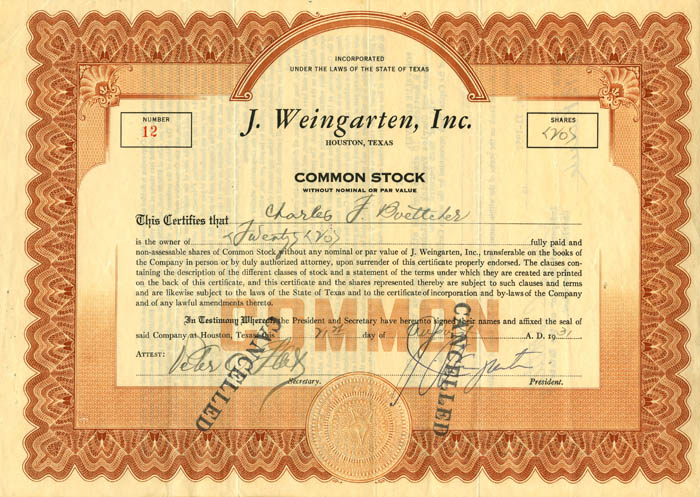 INCORPORATED
UNDER THE LAWS OF THE STATE OF TEXAS
NUMBER
12
J. Weingarten, Inc.
HOUSTON, TEXAS
SHARES
<20>
COMMON STOCK
WITHOUT NOMINAL OR PAR VALUE
This Certifies that Charles F. Boettcher
is the owner of <Twenty <20> fully paid and
non-assessable shares of Common Stock without any nominal or par value of J. Weingarten, Inc., transferable on the books of
the Company in person or by duly authorized attorney, upon surrender of this certificate properly endorsed. The clauses con-
taining the description of the different classes of stock and a statement of the terms under which they are created are printed
on the back of this certificate, and this certificate and the shares represented thereby are subject to such clauses and terms
and are likewise subject to the laws of the State of Texas and to the certificate of incorporation and by-laws of the Company
and of any lawful amendments thereto.
COMMON
In Testimony Whereof, the President and Secretary have hereunto signed their names and affixed the seal of
said Company at Houston, Texas this 21st day of A. D. 1931
ATTEST:
Secretary.
President.
CANCELLED
CANCELLED